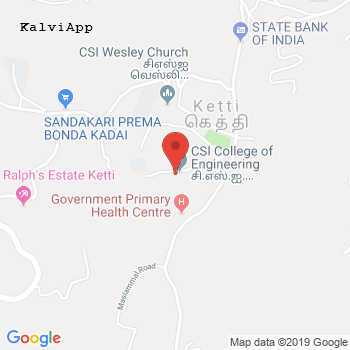 KalviApp
STATE BANK
OF INDIA
CSI Wesley Church
சிஎஸ்ஐ
வெஸ்லி...
Ketti
கெத்தி
SANDAKARI PREMA
BONDA KADAI
CSI College of
Engineering
சி.எஸ்.ஐ....
Ralph's Estate Ketti
Government Primary
Health Centre
H
Masiammal Road
Google
Map data ©2019 Google